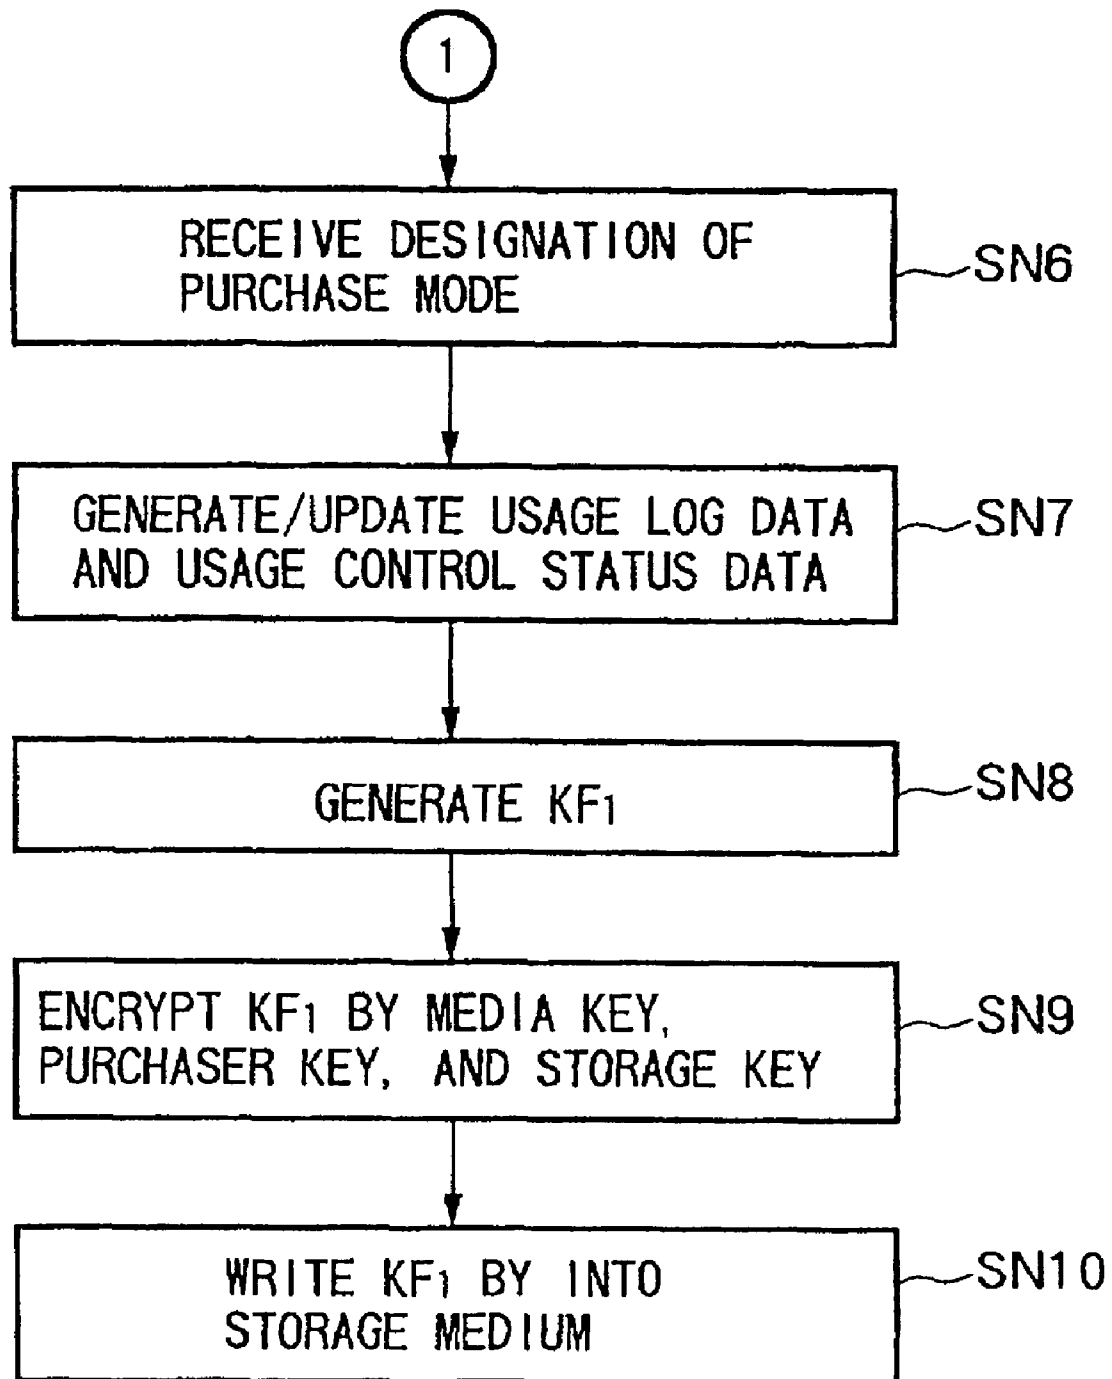 1
RECEIVE DESIGNATION OF
PURCHASE MODE
SN6
GENERATE/UPDATE USAGE LOG DATA
AND USAGE CONTROL STATUS DATA
SN7
GENERATE KF1
SN8
ENCRYPT KF1 BY MEDIA KEY,
PURCHASER KEY, AND STORAGE KEY
SN9
WRITE KF1 BY INTO
STORAGE MEDIUM
SN10